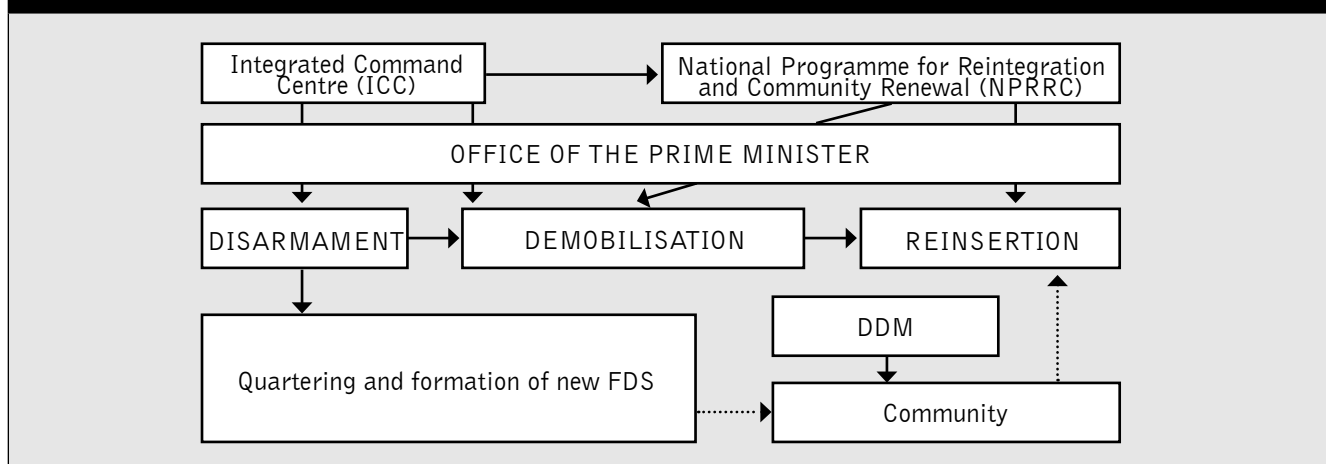 Integrated Command
Centre (ICC)
National Programme for Reintegration
and Community Renewal (NPRRC)
OFFICE OF THE PRIME MINISTER
DISARMAMENT
DEMOBILISATION
REINSERTION
DDM
Quartering and formation of new FDS
Community